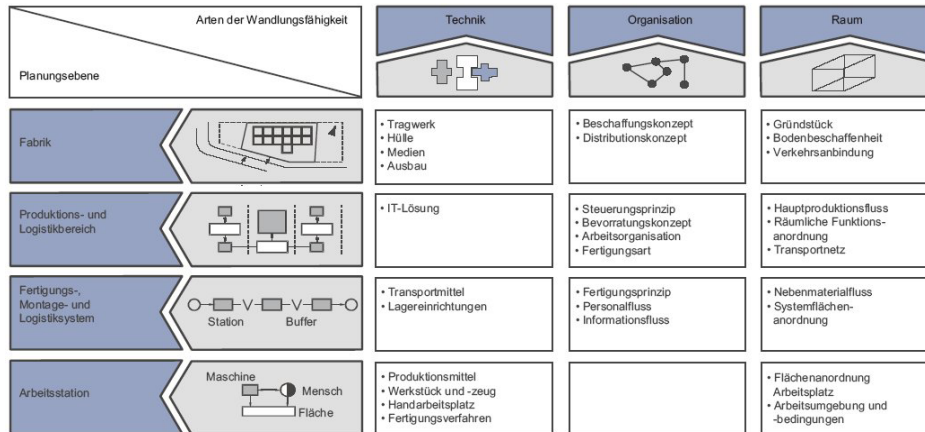 Arten der Wandlungsfähigkeit
Planungsebene
Technik
Organisation
Raum
Fabrik
• Tragwerk
• Hülle
• Medien
• Ausbau
• Beschaffungskonzept
• Distributionskonzept
• Gründstück
• Bodenbeschaffenheit
• Verkehrsanbindung
Produktions- und
Logistikbereich
• IT-Lösung
• Steuerungsprinzip
• Bevorratungskonzept
• Arbeitsorganisation
• Fertigungsart
• Hauptproduktionsfluss
• Räumliche Funktions-
anordnung
• Transportnetz
Fertigungs-,
Montage- und
Logistiksystem
Station
Buffer
• Transportmittel
• Lagereinrichtungen
• Fertigungsprinzip
• Personalfluss
• Informationsfluss
• Nebenmaterialfluss
• Systemflächen-
anordnung
Arbeitsstation
Maschine
Mensch
Fläche
• Produktionsmittel
• Werkstück und -zeug
• Handarbeitsplatz
• Fertigungsverfahren
• Flächenanordnung
Arbeitsplatz
• Arbeitsumgebung und
-bedingungen